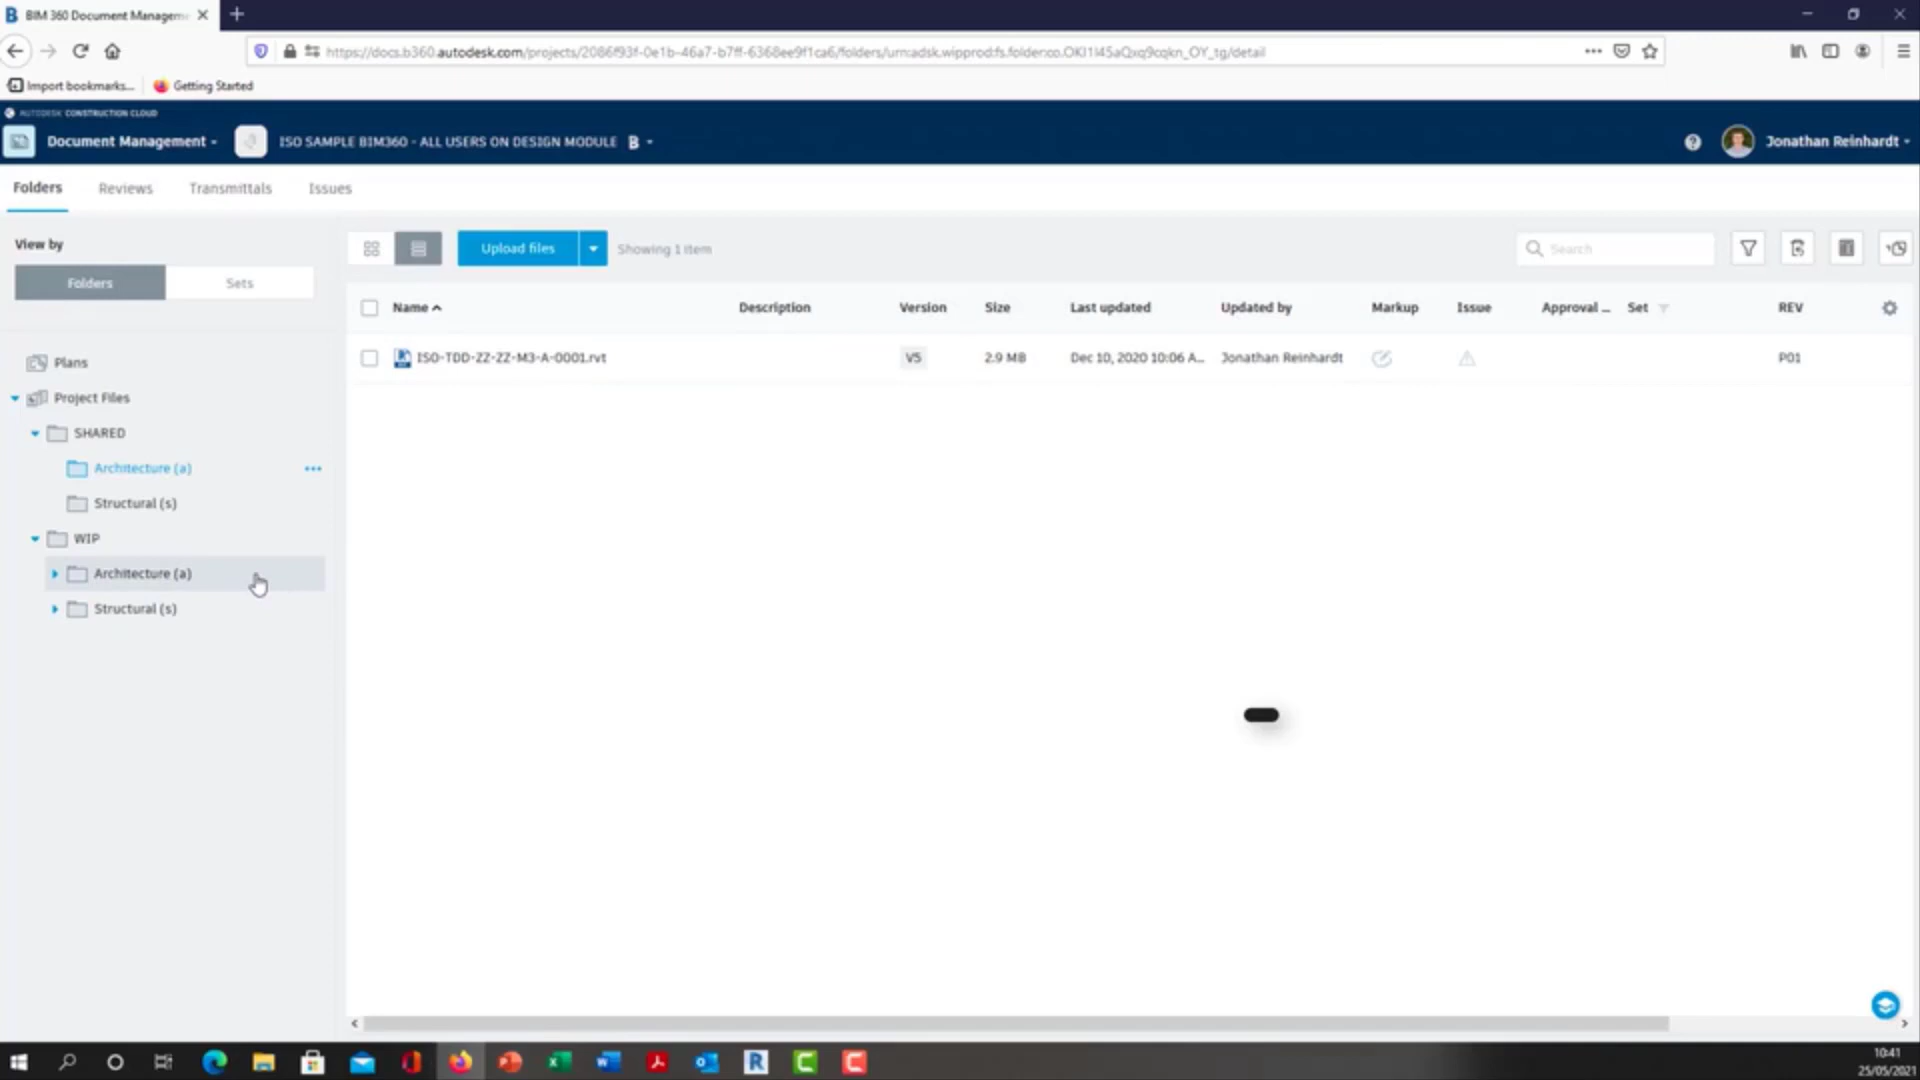 BIM 360 Document Managem
https://docs.b360.autodesk.com/projects/2086f93f-0e1b-46a7-b7ff-6368ee9f1ca6/folders/urn:adsk.wipprod:fs.folder:co.OKI1I45aQxq9cqkn_OY_tg/detail
Import bookmarks... Getting Started
AUTODESK CONSTRUCTION CLOUD
Document Management ISO SAMPLE BIM360 - ALL USERS ON DESIGN MODULE B Jonathan Reinhardt
Folders Reviews Transmittals Issues
View by
Folders Sets
Upload files Showing 1 item Search
Name Description Version Size Last updated Updated by Markup Issue Approval ... Set REV
ISO-TDD-ZZ-ZZ-M3-A-0001.rvt V5 2.9 MB Dec 10, 2020 10:06 A... Jonathan Reinhardt P01
Plans
Project Files
SHARED
Architecture (a) ...
Structural (s)
WIP
Architecture (a)
Structural (s)
10:41
25/05/2021